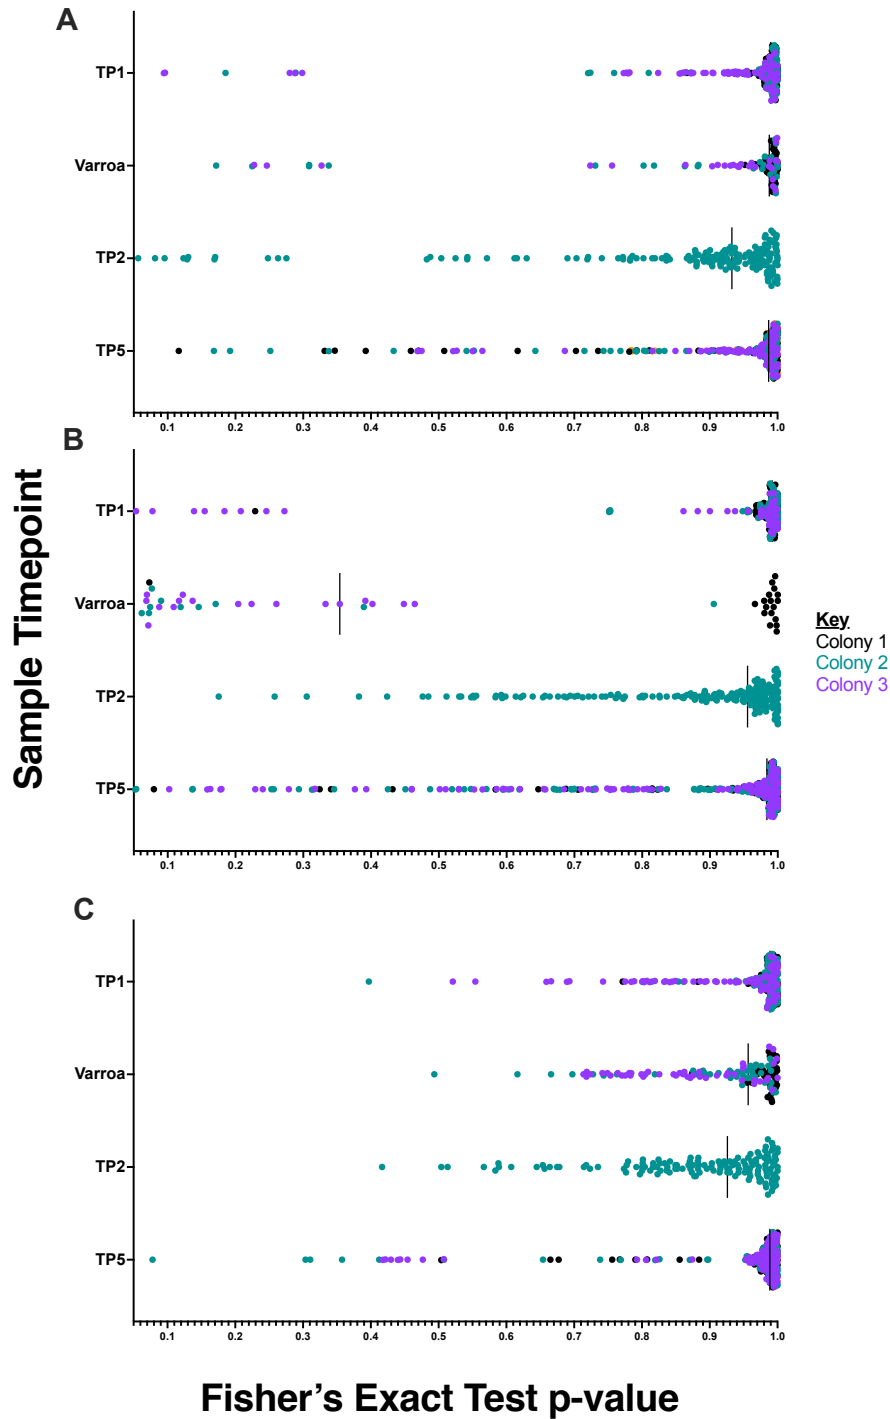 A
TP1
Varroa
TP2
TP5
0.1 0.2 0.3 0.4 0.5 0.6 0.7 0.8 0.9 1.0
B
TP1
Varroa
TP2
TP5
0.1 0.2 0.3 0.4 0.5 0.6 0.7 0.8 0.9 1.0
Sample Timepoint
Key
Colony 1
Colony 2
Colony 3
C
TP1
Varroa
TP2
TP5
0.1 0.2 0.3 0.4 0.5 0.6 0.7 0.8 0.9 1.0
Fisher’s Exact Test p-value